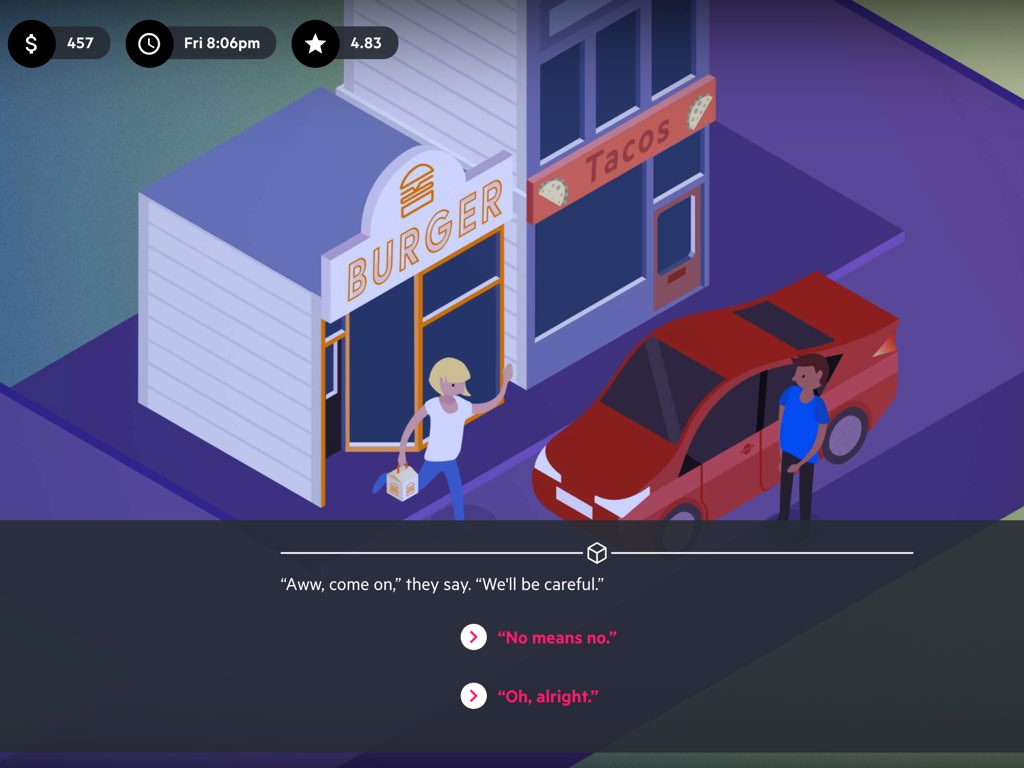 $ 457
Fri 8:06pm
4.83
BURGER
Tacos
“Aww, come on,” they say. “We'll be careful.”
“No means no.”
“Oh, alright.”